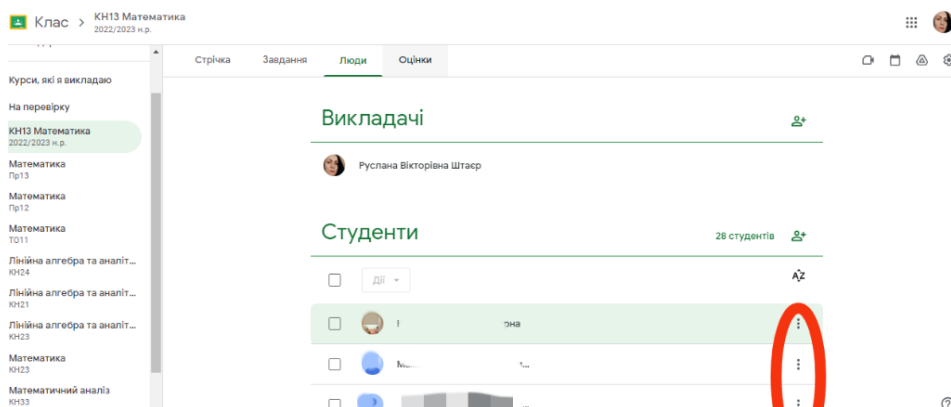 Клас > КН13 Математика
2022/2023 н.р.
Стрічка Завдання Люди Оцінки
Курси, які я викладаю
На перевірку
КН13 Математика
2022/2023 н.р.
Математика
Пр13
Математика
Пр12
Математика
ТО11
Лінійна алгебра та аналіт...
КН24
Лінійна алгебра та аналіт...
КН21
Лінійна алгебра та аналіт...
КН23
Математика
КН23
Математичний аналіз
КН33
Викладачі
Руслана Вікторівна Штаєр
Студенти
28 студентів
Дії
AZ